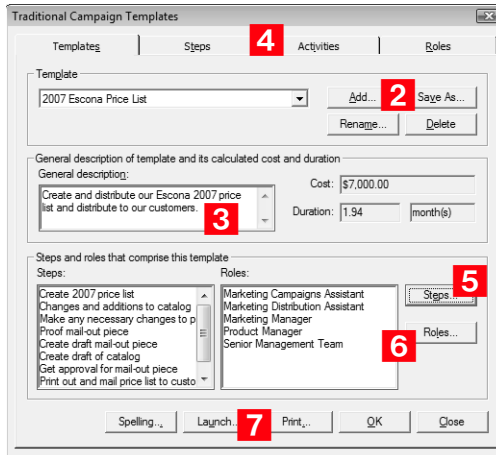 Traditional Campaign Templates
Templates Steps 4 Activities Roles
Template
2007 Escona Price List
Add... 2 Save As...
Rename... Delete
General description of template and its calculated cost and duration
General description:
Create and distribute our Escona 2007 price
list and distribute to our customers.
3
Cost: $7,000.00
Duration: 1.94 month(s)
Steps and roles that comprise this template
Steps:
Create 2007 price list
Changes and additions to catalog
Make any necessary changes to p
Proof mail-out piece
Create draft mail-out piece
Create draft of catalog
Get approval for mail-out piece
Print out and mail price list to custo
Roles:
Marketing Campaigns Assistant
Marketing Distribution Assistant
Marketing Manager
Product Manager
Senior Management Team
5
Steps...
Roles...
6
Spelling... Launch... 7 Print... OK Close